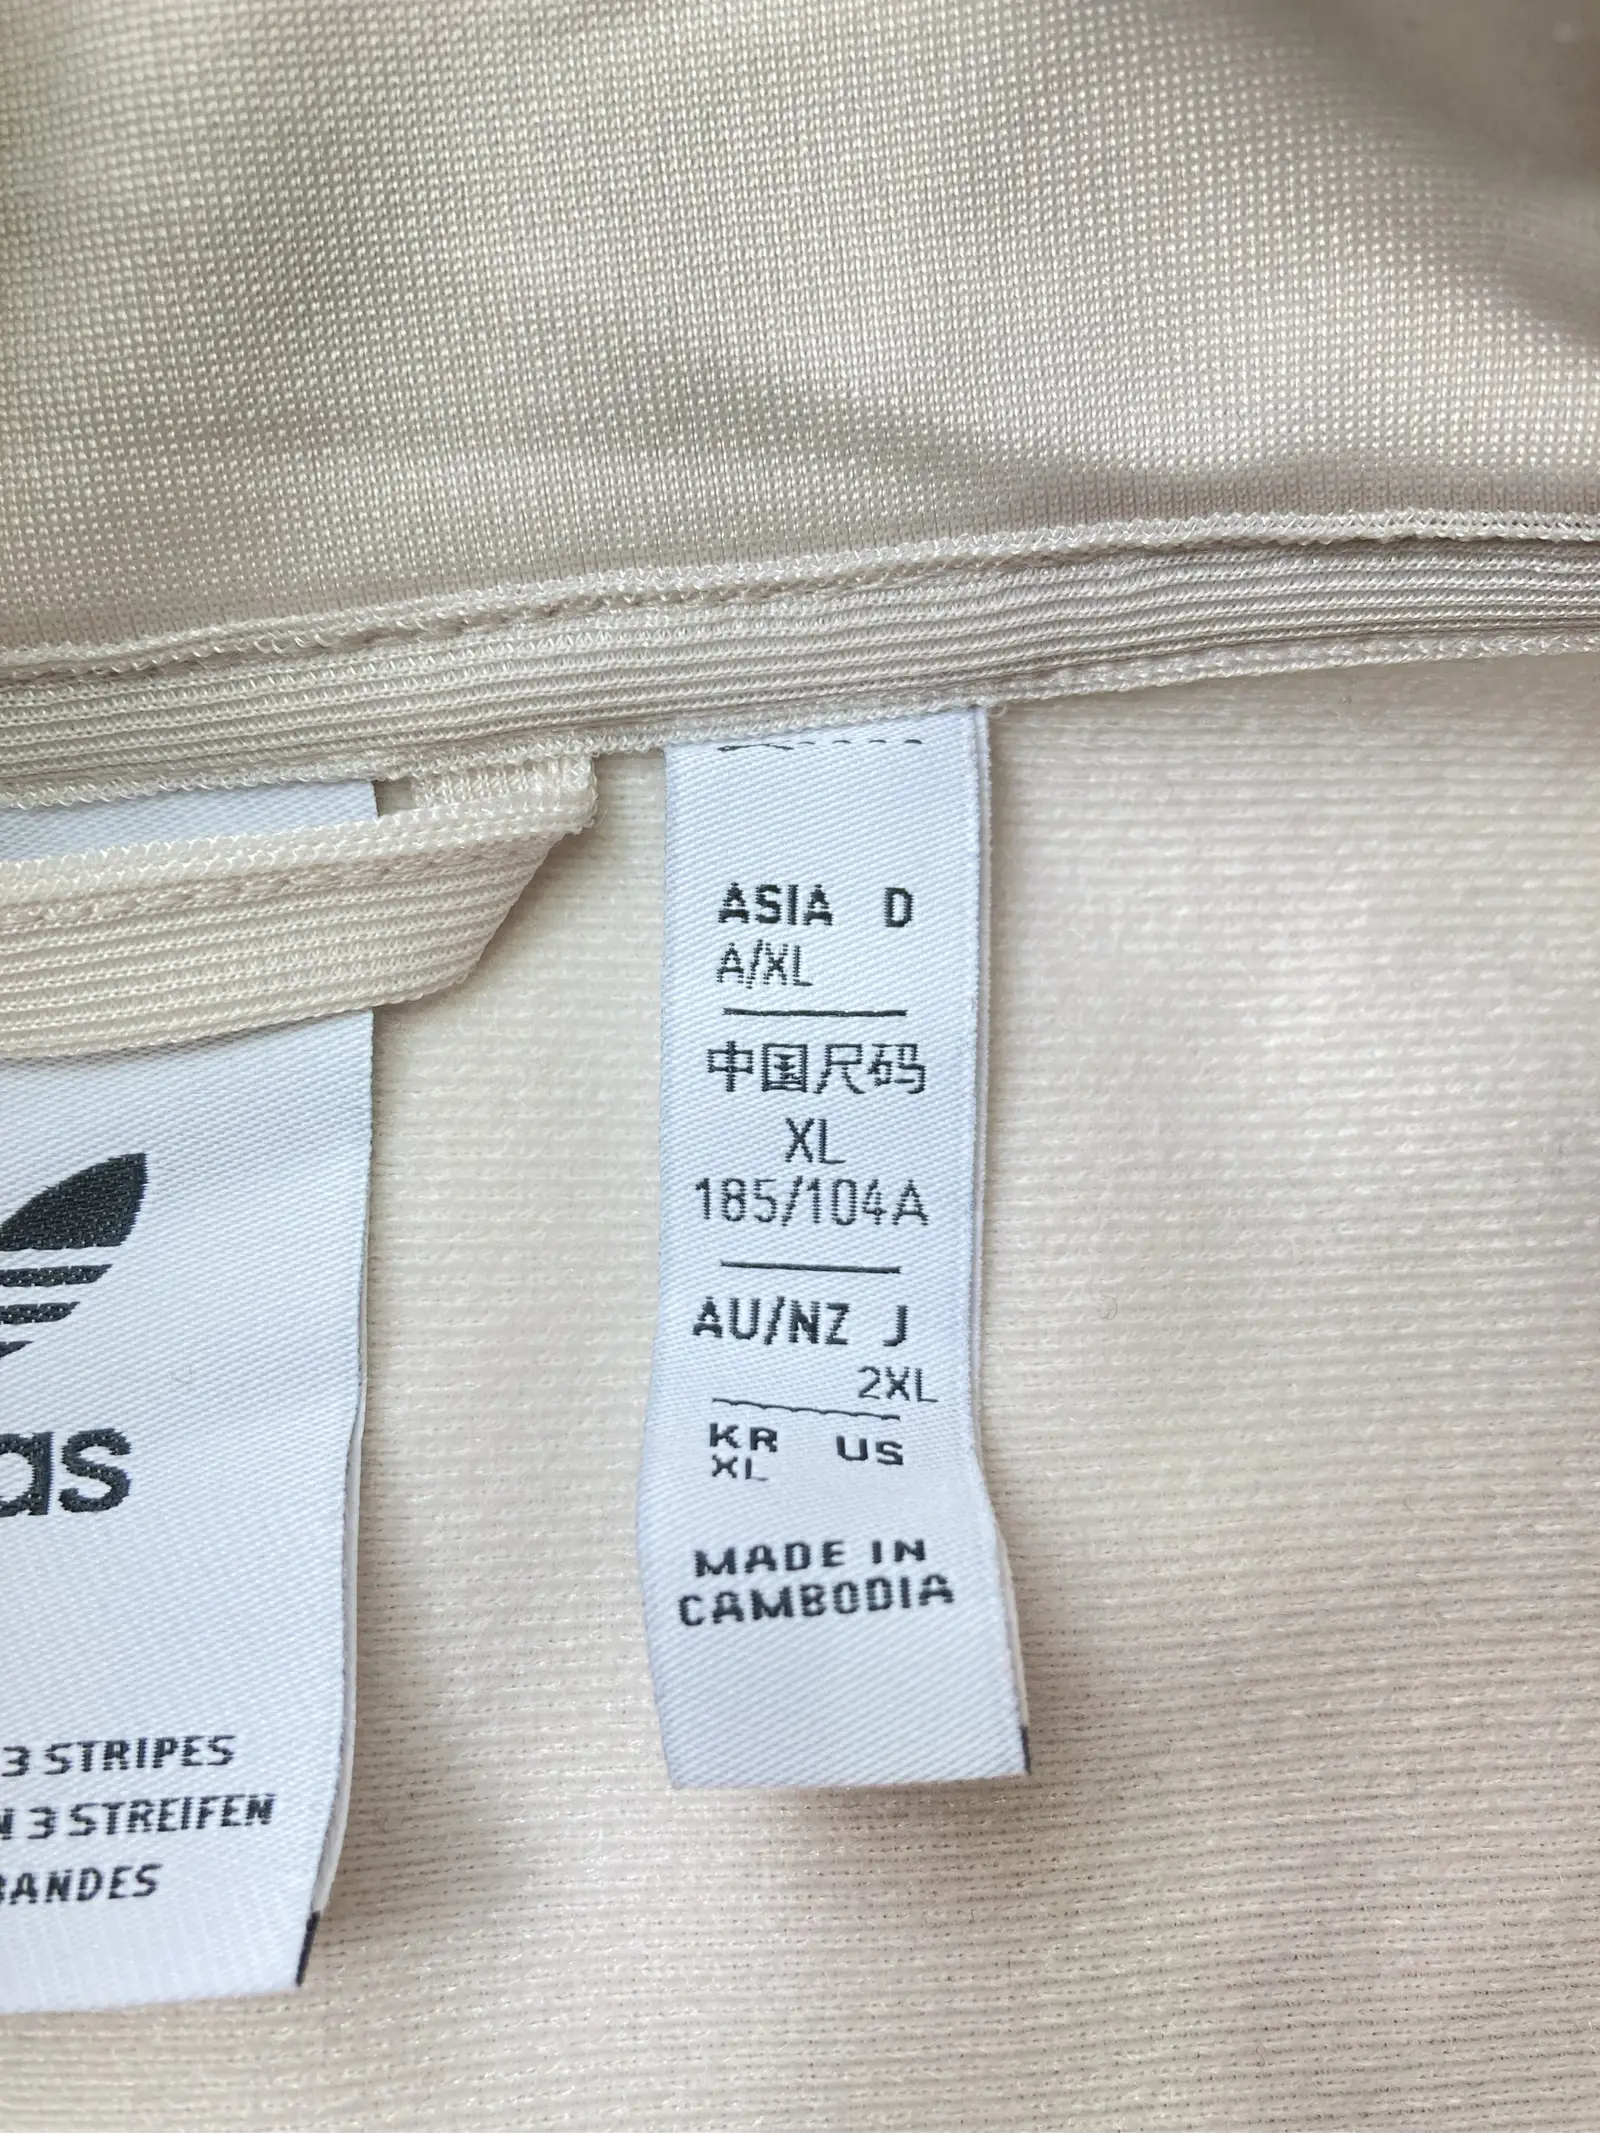 as
3 STRIPES
N 3 STREIFEN
BANDES
ASIA D
A/XL
中国尺码
XL
185/104A
AU/NZ J
2XL
KR US
XL
MADE IN
CAMBODIA